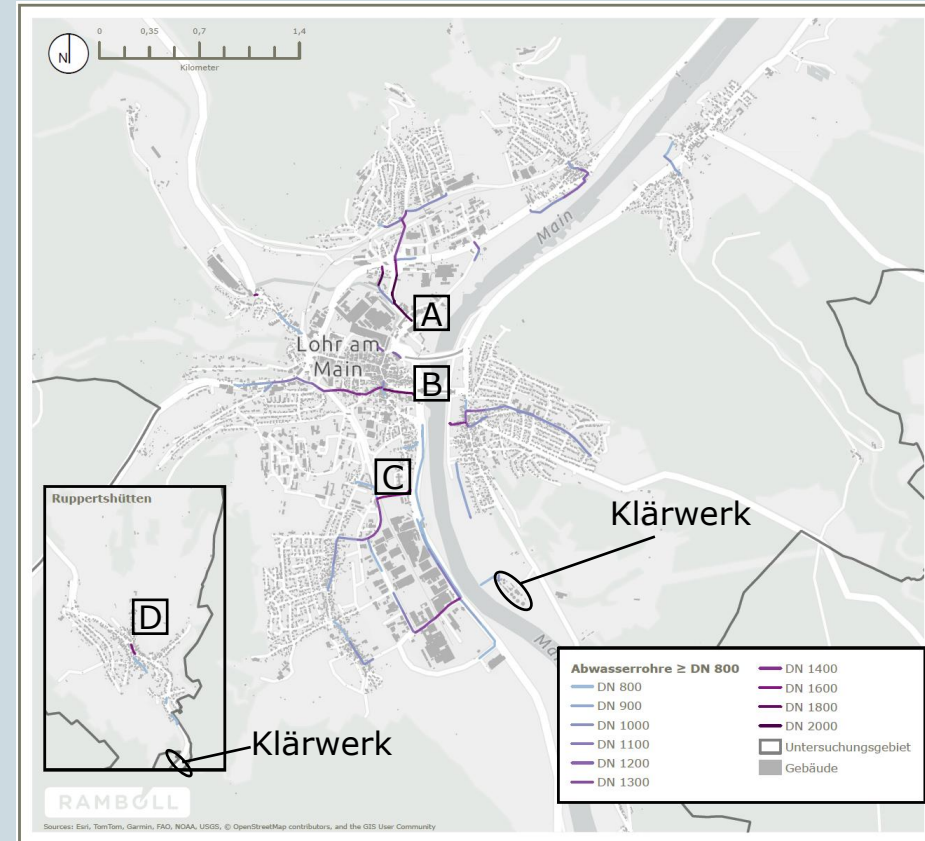 0 0,35 0,7 1,4
Kilometer
N
Main
A
Lohr am
Main
B
C
Klärwerk
Ruppertshütten
D
Klärwerk
Abwasserrohre ≥ DN 800
DN 800
DN 900
DN 1000
DN 1100
DN 1200
DN 1300
DN 1400
DN 1600
DN 1800
DN 2000
Untersuchungsgebiet
Gebäude
RAMBOLL
Sources: Esri, TomTom, Garmin, FAO, NOAA, USGS, © OpenStreetMap contributors, and the GIS User Community